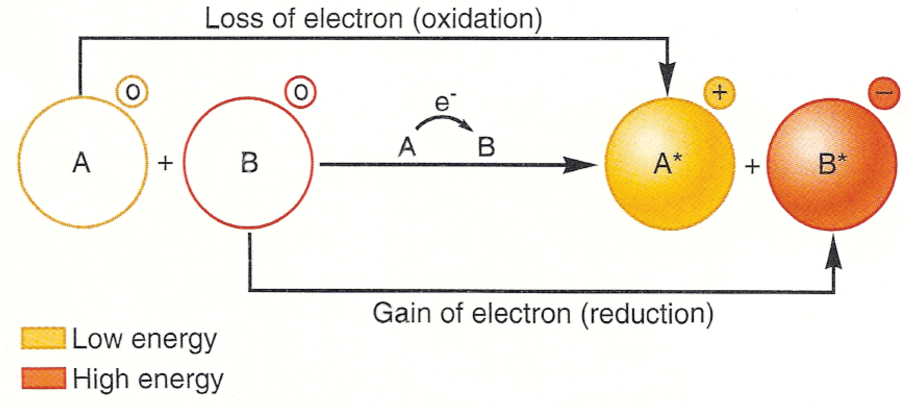 Loss of electron (oxidation)
o
o
A + B
e-
A B
A* + B*
+
−
Gain of electron (reduction)
Low energy
High energy